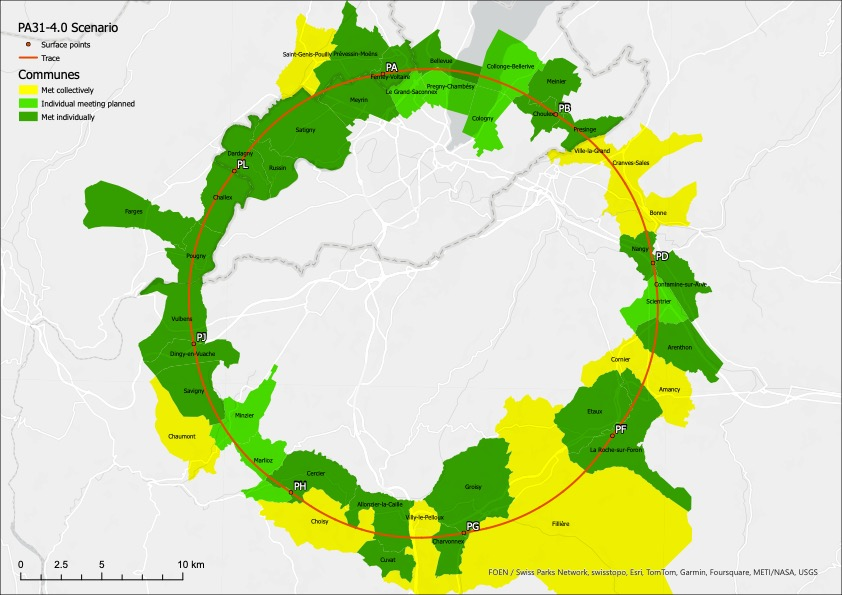 PA31-4.0 Scenario
Surface points
Trace
Communes
Met collectively
Individual meeting planned
Met individually
Saint-Genis-Pouilly
Prévessin-Moëns
PA
Bellevue
Collonge-Bellerive
Ferney-Voltaire
Meinier
Le Grand-Saconnex
Pregny-Chambésy
Meyrin
PB
Choulex
Cologny
Satigny
Presinge
Ville-la-Grand
Dardagny
Cranves-Sales
PL
Russin
Challex
Farges
Bonne
Nangy
Pougny
PD
Contamine-sur-Arve
Scientrier
Vulbens
PJ
Arenthon
Dingy-en-Vuache
Cornier
Savigny
Amancy
Minzier
Etaux
PF
Chaumont
La Roche-sur-Foron
Marlioz
Cercier
PH
Groisy
Allonzier-la-Caille
Villy-le-Pelloux
Choisy
PG
Fillière
Charvonnex
Cuvat
0 2.5 5 10 km
FOEN / Swiss Parks Network, swisstopo, Esri, TomTom, Garmin, Foursquare, METI/NASA, USGS